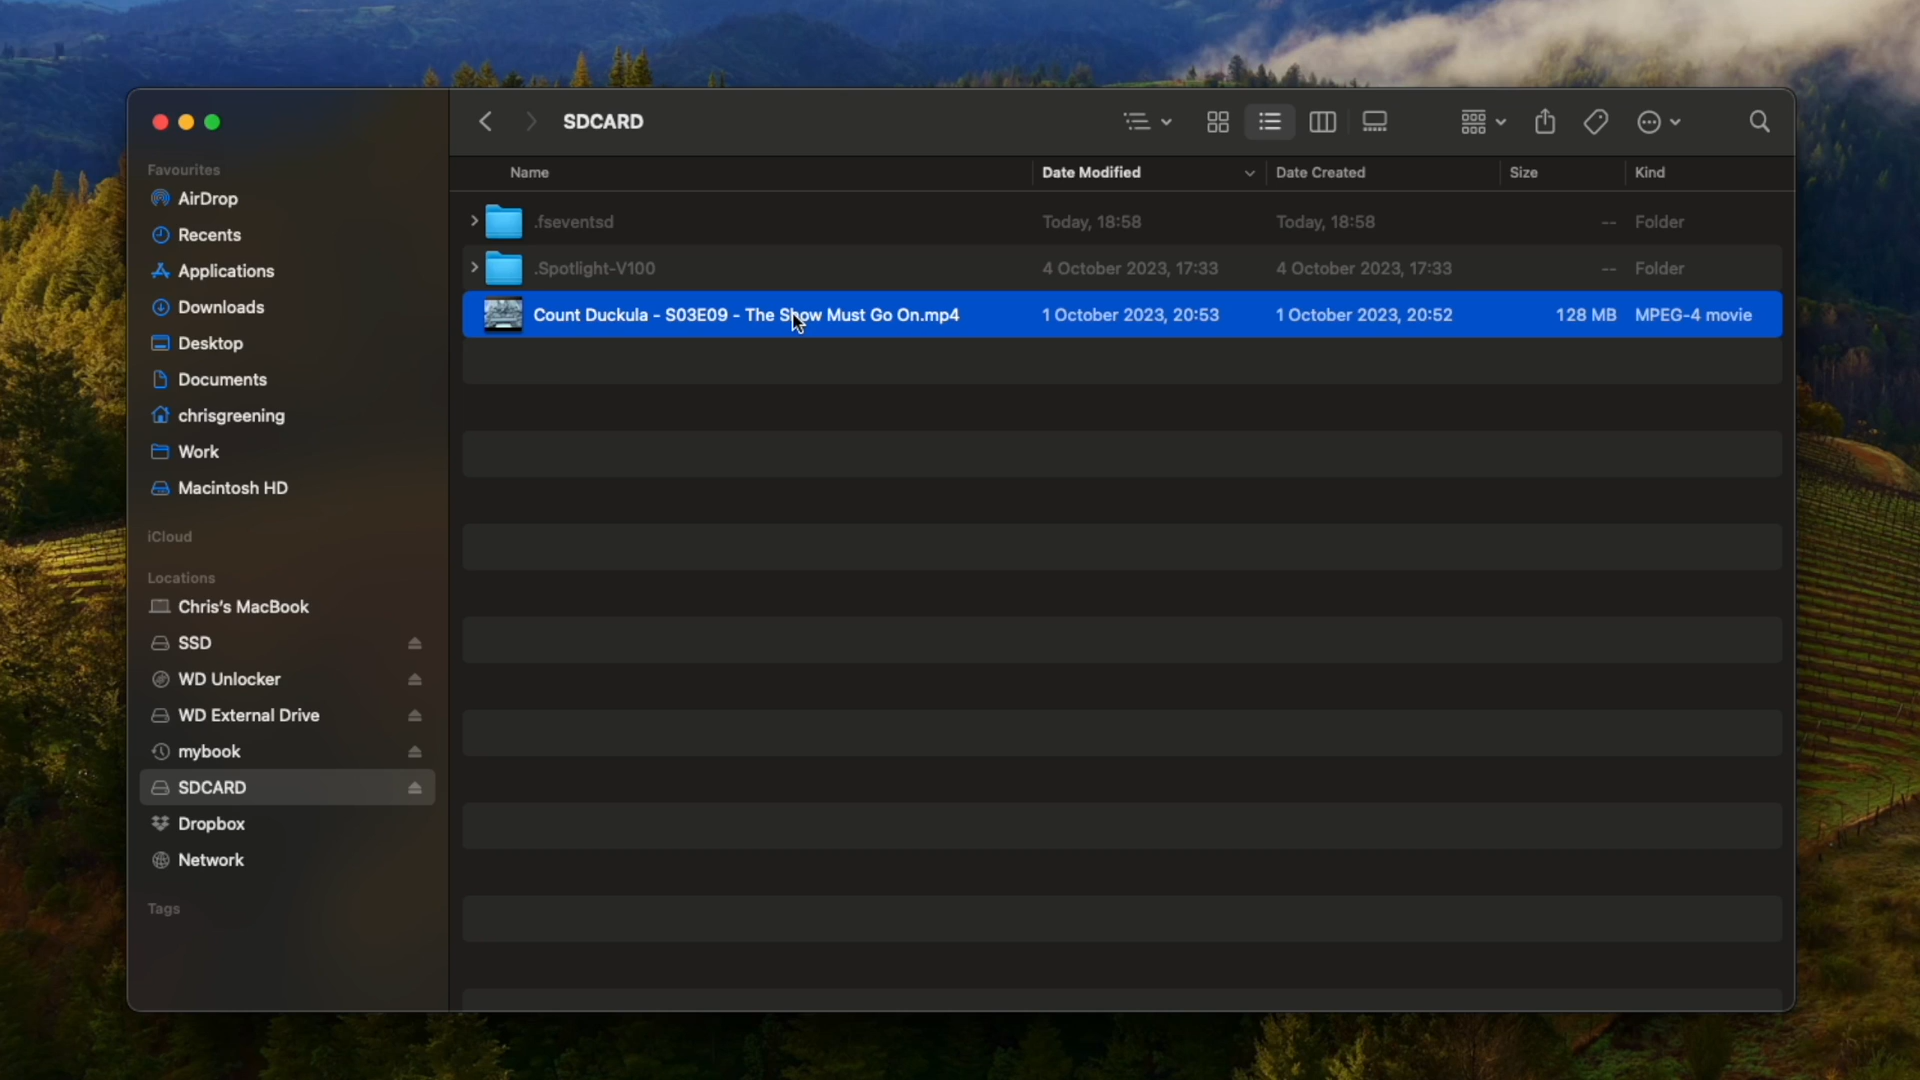 SDCARD
Favourites
AirDrop
Recents
Applications
Downloads
Desktop
Documents
chrisgreening
Work
Macintosh HD
iCloud
Locations
Chris's MacBook
SSD
WD Unlocker
WD External Drive
mybook
SDCARD
Dropbox
Network
Tags
Name Date Modified Date Created Size Kind
.fseventsd Today, 18:58 Today, 18:58 -- Folder
.Spotlight-V100 4 October 2023, 17:33 4 October 2023, 17:33 -- Folder
Count Duckula - S03E09 - The Show Must Go On.mp4 1 October 2023, 20:53 1 October 2023, 20:52 128 MB MPEG-4 movie